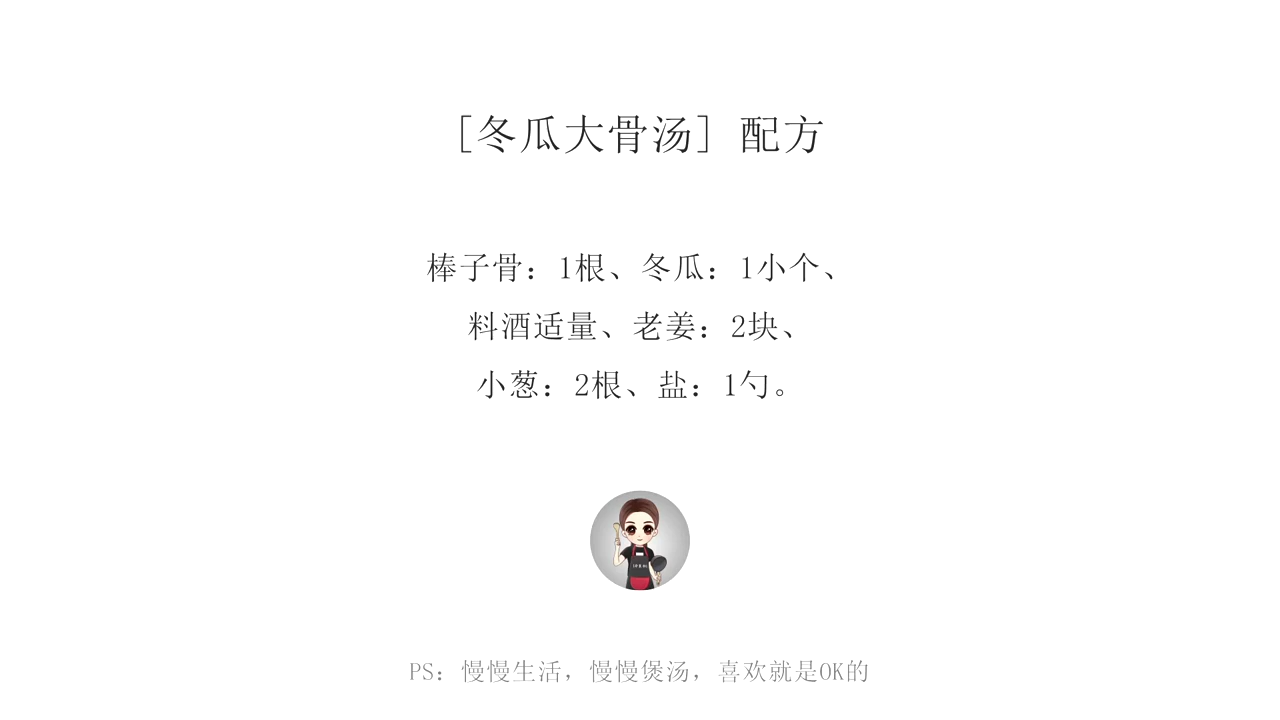 [冬瓜大骨汤] 配方
棒子骨：1根、冬瓜：1小个、
料酒适量、老姜：2块、
小葱：2根、盐：1勺。
PS：慢慢生活，慢慢煲汤，喜欢就是OK的